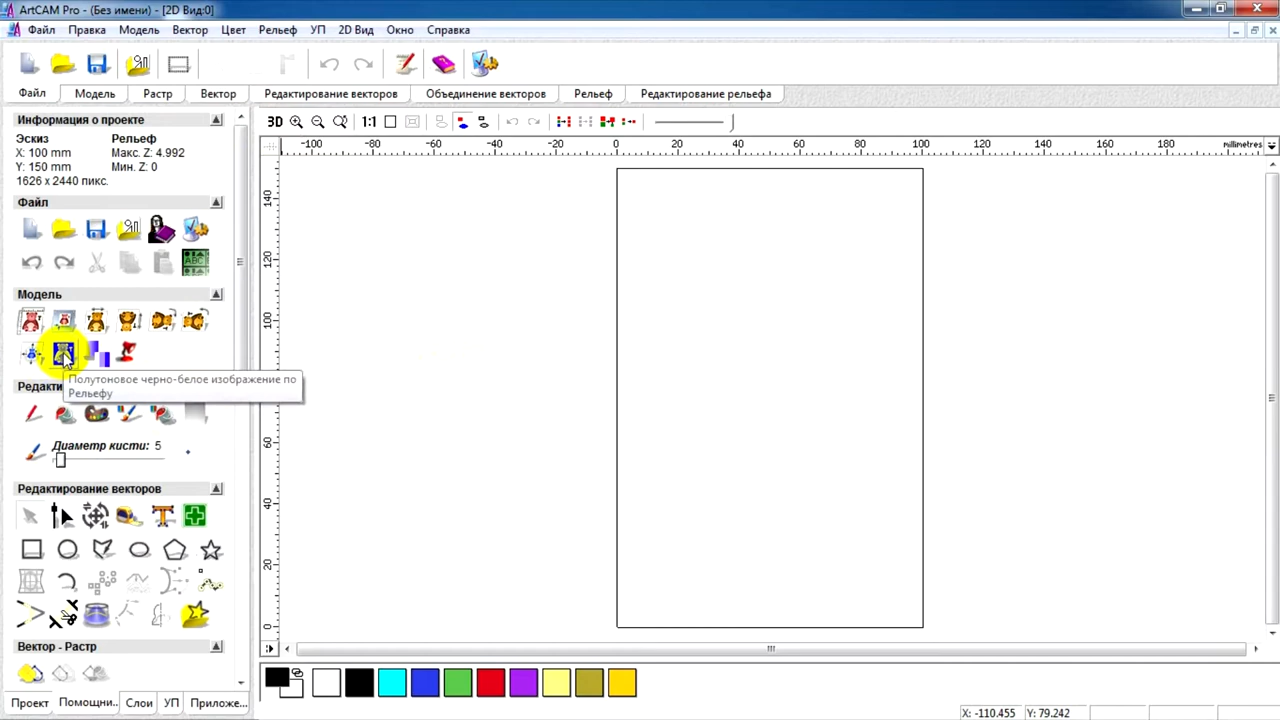 ArtCAM Pro - (Без имени) - [2D Вид:0]
Файл Правка Модель Вектор Цвет Рельеф УП 2D Вид Окно Справка
Файл Модель Растр Вектор Редактирование векторов Объединение векторов Рельеф Редактирование рельефа
Информация о проекте
Эскиз Рельеф
X: 100 mm Макс. Z: 4.992
Y: 150 mm Мин. Z: 0
1626 x 2440 пикс.
3D 1:1
-100 -80 -60 -40 -20 0 20 40 60 80 100 120 140 160 180 millimetres
140
120
100
60
40
20
0
Файл
ABC
Модель
Полутоновое черно-белое изображение по
Рельефу
Редакти
Диаметр кисти: 5
Редактирование векторов
Вектор - Растр
Проект Помощни... Слои УП Приложе...
X: -110.455 Y: 79.242